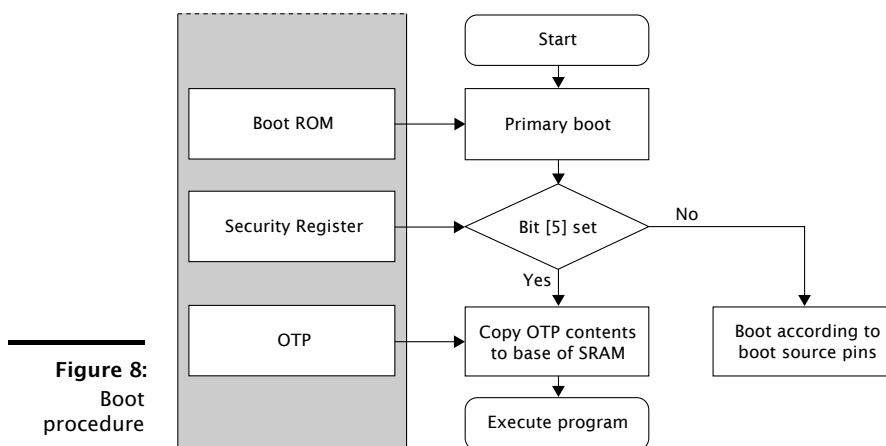 Start
Boot ROM
Primary boot
Security Register
Bit [5] set
No
Yes
OTP
Copy OTP contents
to base of SRAM
Boot according to
boot source pins
Execute program
Figure 8:
Boot
procedure